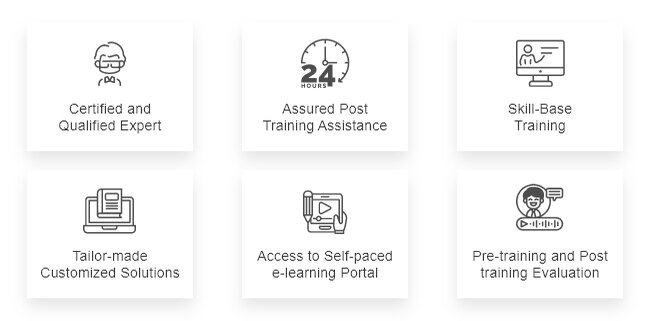 24
HOURS
Certified and
Qualified Expert
Assured Post
Training Assistance
Skill-Base
Training
Tailor-made
Customized Solutions
Access to Self-paced
e-learning Portal
Pre-training and Post
training Evaluation